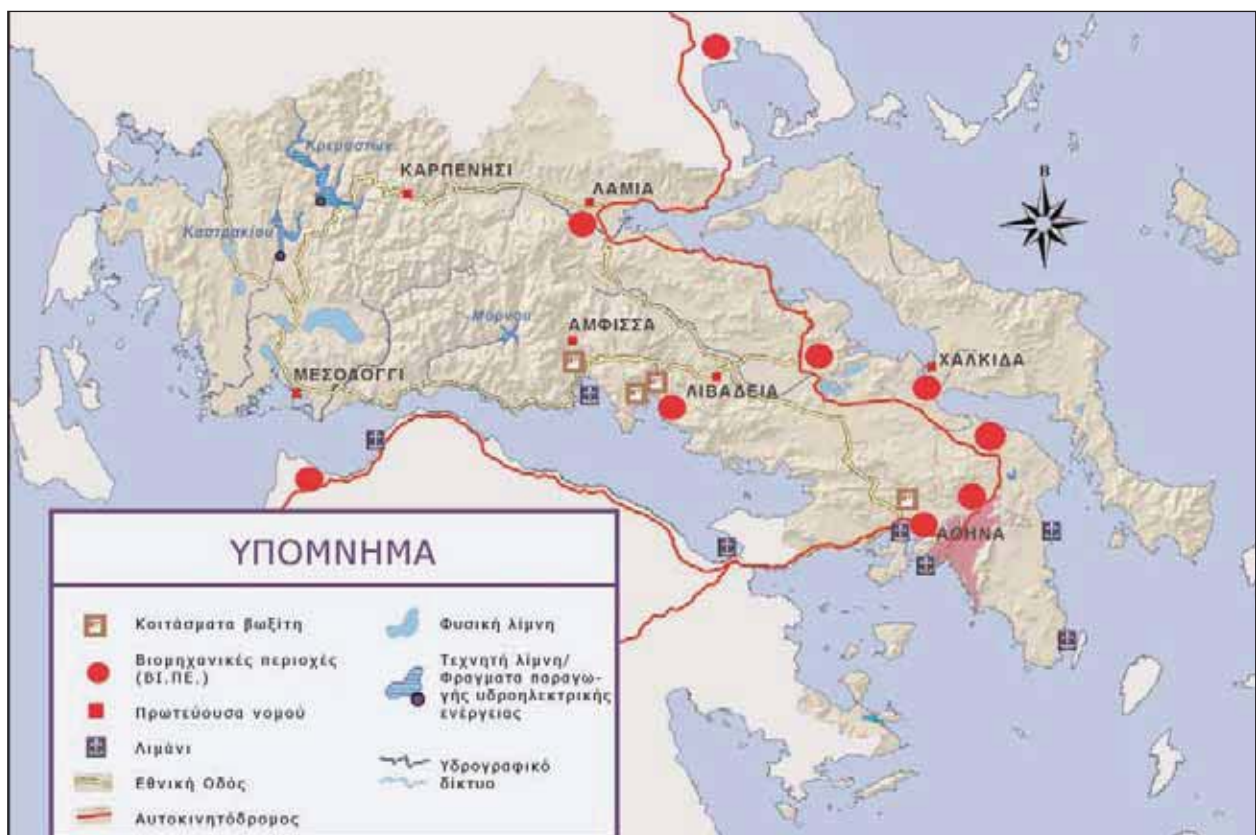 Κρεμαστών
ΚΑΡΠΕΝΗΣΙ
ΛΑΜΙΑ
Β
Καστρακίου
Μόρνου
ΑΜΦΙΣΣΑ
ΧΑΛΚΙΔΑ
ΜΕΣΟΛΟΓΓΙ
ΛΙΒΑΔΕΙΑ
ΑΘΗΝΑ
ΥΠΟΜΝΗΜΑ
Κοιτάσματα βωξίτη
Βιομηχανικές περιοχές
(ΒΙ.ΠΕ.)
Πρωτεύουσα νομού
Λιμάνι
Εθνική Οδός
Αυτοκινητόδρομος
Φυσική λίμνη
Τεχνητή λίμνη/
Φραγματα παραγω-
γής υδροηλεκτρικής
ενέργειας
Υδρογραφικό
δίκτυο